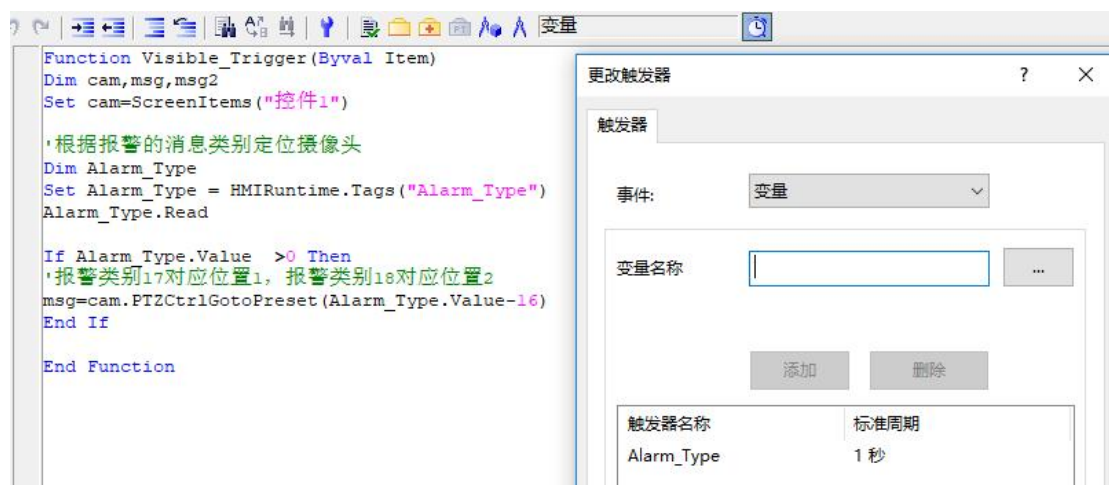 变量
Function Visible_Trigger(Byval Item)
Dim cam,msg,msg2
Set cam=ScreenItems("控件1")
'根据报警的消息类别定位摄像头
Dim Alarm_Type
Set Alarm_Type = HMIRuntime.Tags("Alarm_Type")
Alarm_Type.Read
If Alarm_Type.Value  >0 Then
'报警类别17对应位置1，报警类别18对应位置2
msg=cam.PTZCtrlGotoPreset(Alarm_Type.Value-16)
End If
End Function
更改触发器 ? ×
触发器
事件: 变量
变量名称 ...
添加 删除
触发器名称 标准周期
Alarm_Type 1 秒